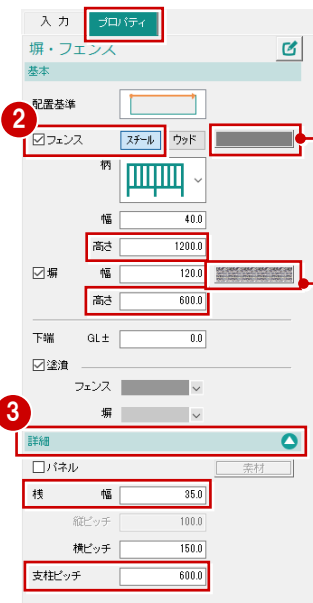 入 力 プロパティ
塀・フェンス
基本
配置基準
2
☑フェンス スチール ウッド
柄
幅 40.0
高さ 1200.0
☑塀 幅 120.0
高さ 600.0
下端 GL± 0.0
☑塗潰
フェンス
塀
3
詳細
☐パネル 素材
桟 幅 35.0
縦ピッチ 100.0
横ピッチ 150.0
支柱ピッチ 600.0